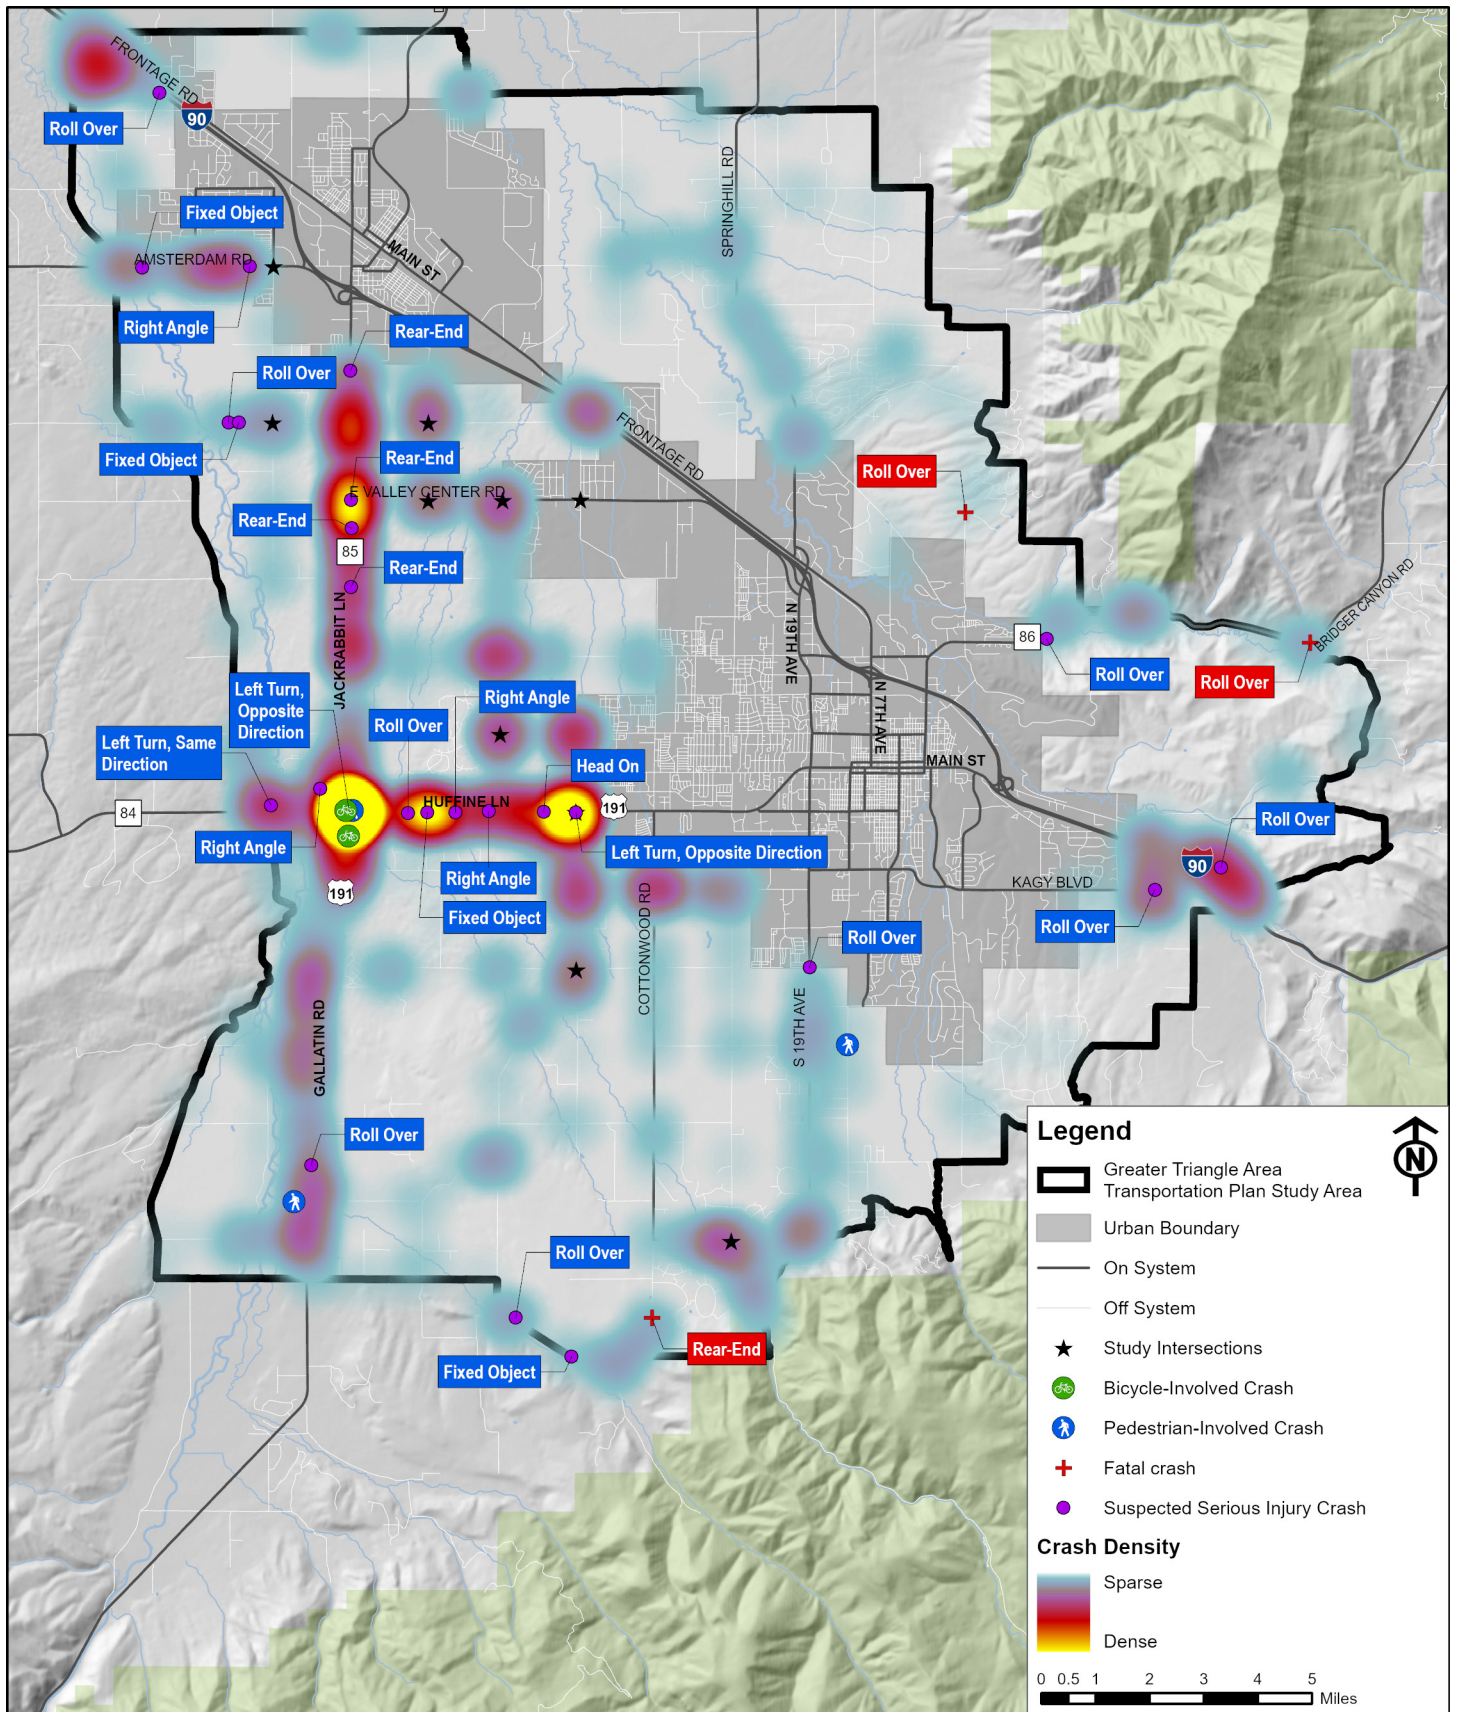 FRONTAGE RD
90
Roll Over
SPRINGHILL RD
Fixed Object
MAIN ST
AMSTERDAM RD
Right Angle
Rear-End
Roll Over
FRONTAGE RD
Fixed Object
Rear-End
Roll Over
E VALLEY CENTER RD
Rear-End
85
Rear-End
BRIDGER CANYON RD
JACKRABBIT LN
N 19TH AVE
86
Roll Over
Roll Over
N 7TH AVE
Left Turn,
Opposite
Direction
Right Angle
Roll Over
Left Turn, Same
Direction
Head On
MAIN ST
HUFFINE LN
191
84
Roll Over
Right Angle
Left Turn, Opposite Direction
90
Right Angle
KAGY BLVD
191
Fixed Object
COTTONWOOD RD
Roll Over
Roll Over
GALLATIN RD
S 19TH AVE
Roll Over
Roll Over
Rear-End
Fixed Object
Legend
N
Greater Triangle Area
Transportation Plan Study Area
Urban Boundary
On System
Off System
Study Intersections
Bicycle-Involved Crash
Pedestrian-Involved Crash
Fatal crash
Suspected Serious Injury Crash
Crash Density
Sparse
Dense
0 0.5 1 2 3 4 5
Miles